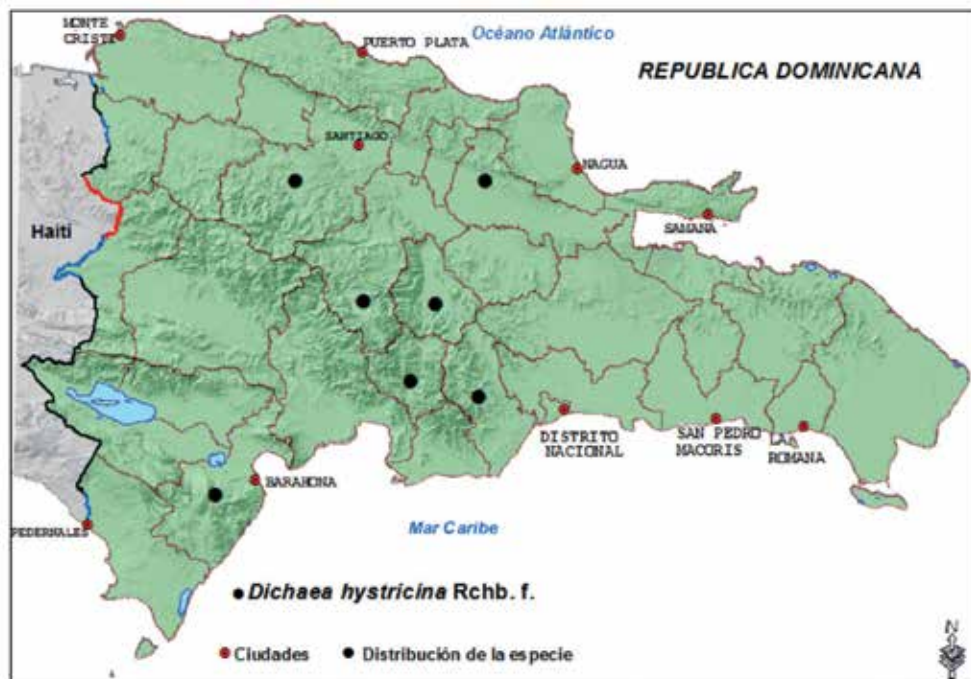 MONTE
CRISTI
PUERTO PLATA
Océano Atlántico
REPUBLICA DOMINICANA
SANTIAGO
NAGUA
SAMANA
Haití
DISTRITO
NACIONAL
SAN PEDRO
MACORIS
LA
ROMANA
BARAHONA
PEDERNALES
Mar Caribe
Dichaea hystricina Rchb. f.
Ciudades
Distribución de la especie
N